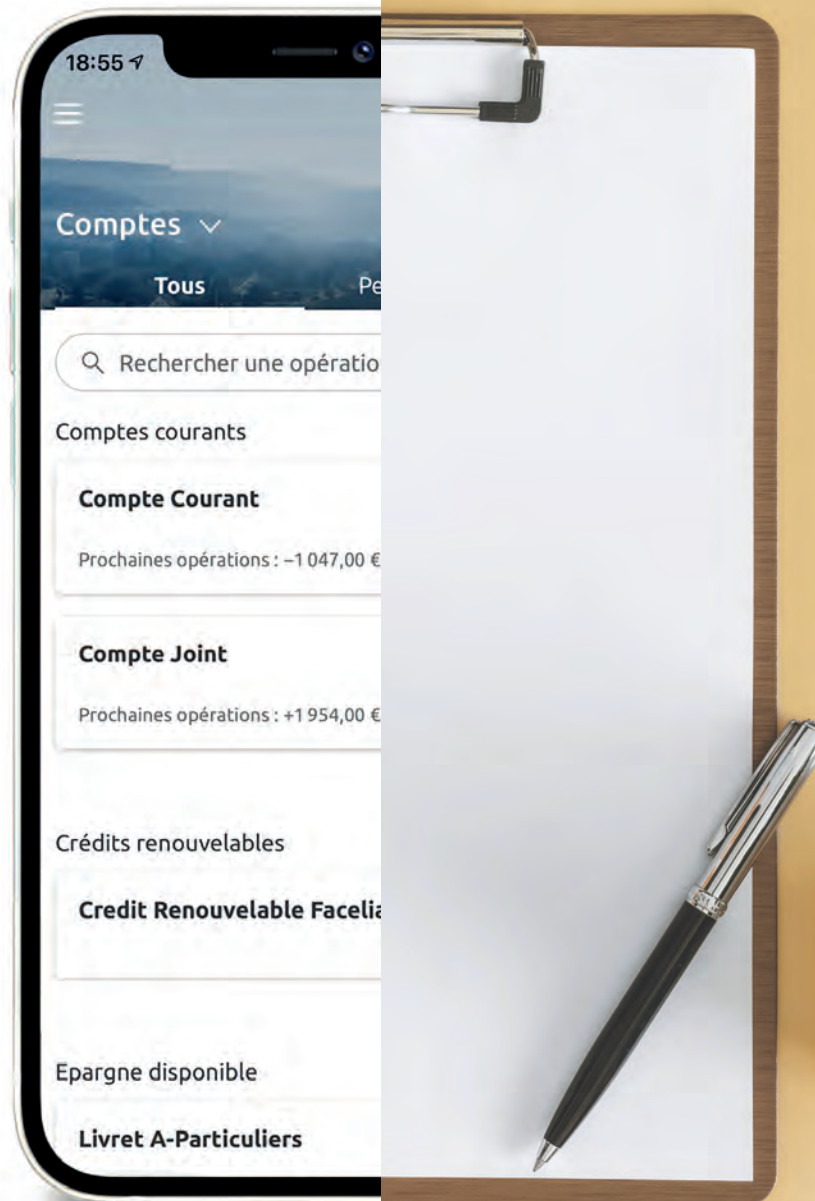 18:55
Comptes
Tous Pe
Rechercher une opératio
Comptes courants
Compte Courant
Prochaines opérations : –1 047,00 €
Compte Joint
Prochaines opérations : +1 954,00 €
Crédits renouvelables
Credit Renouvelable Facelia
Epargne disponible
Livret A-Particuliers